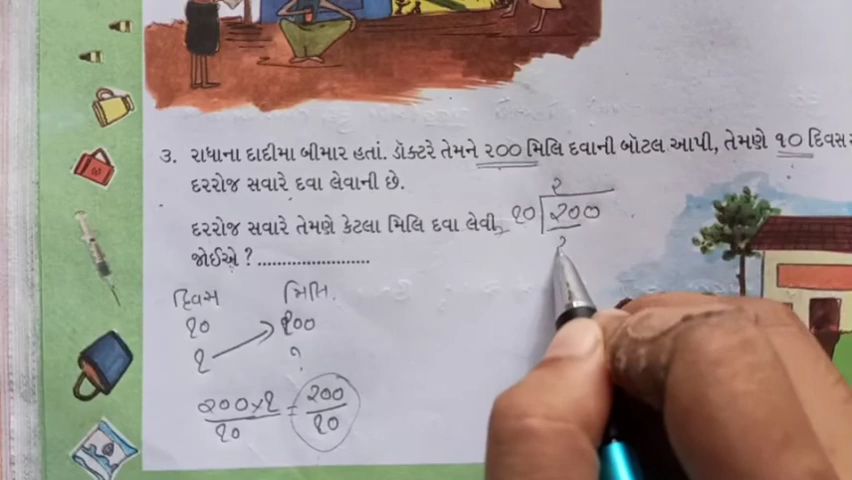 ૩. રાધાના દાદીમા બીમાર હતાં. ડૉક્ટરે તેમને ૨૦૦ મિલિ દવાની બૉટલ આપી, તેમણે ૧૦ દિવસ
દરરોજ સવારે દવા લેવાની છે.
દરરોજ સવારે તેમણે કેટલા મિલિ દવા લેવી
જોઈએ ? ......................
૨
૧૦ ૨૦૦
દિવસ મિલિ.
૧૦ ૨૦૦
૧ ?
૨૦૦×૧ = ૨૦૦
૧૦ ૧૦